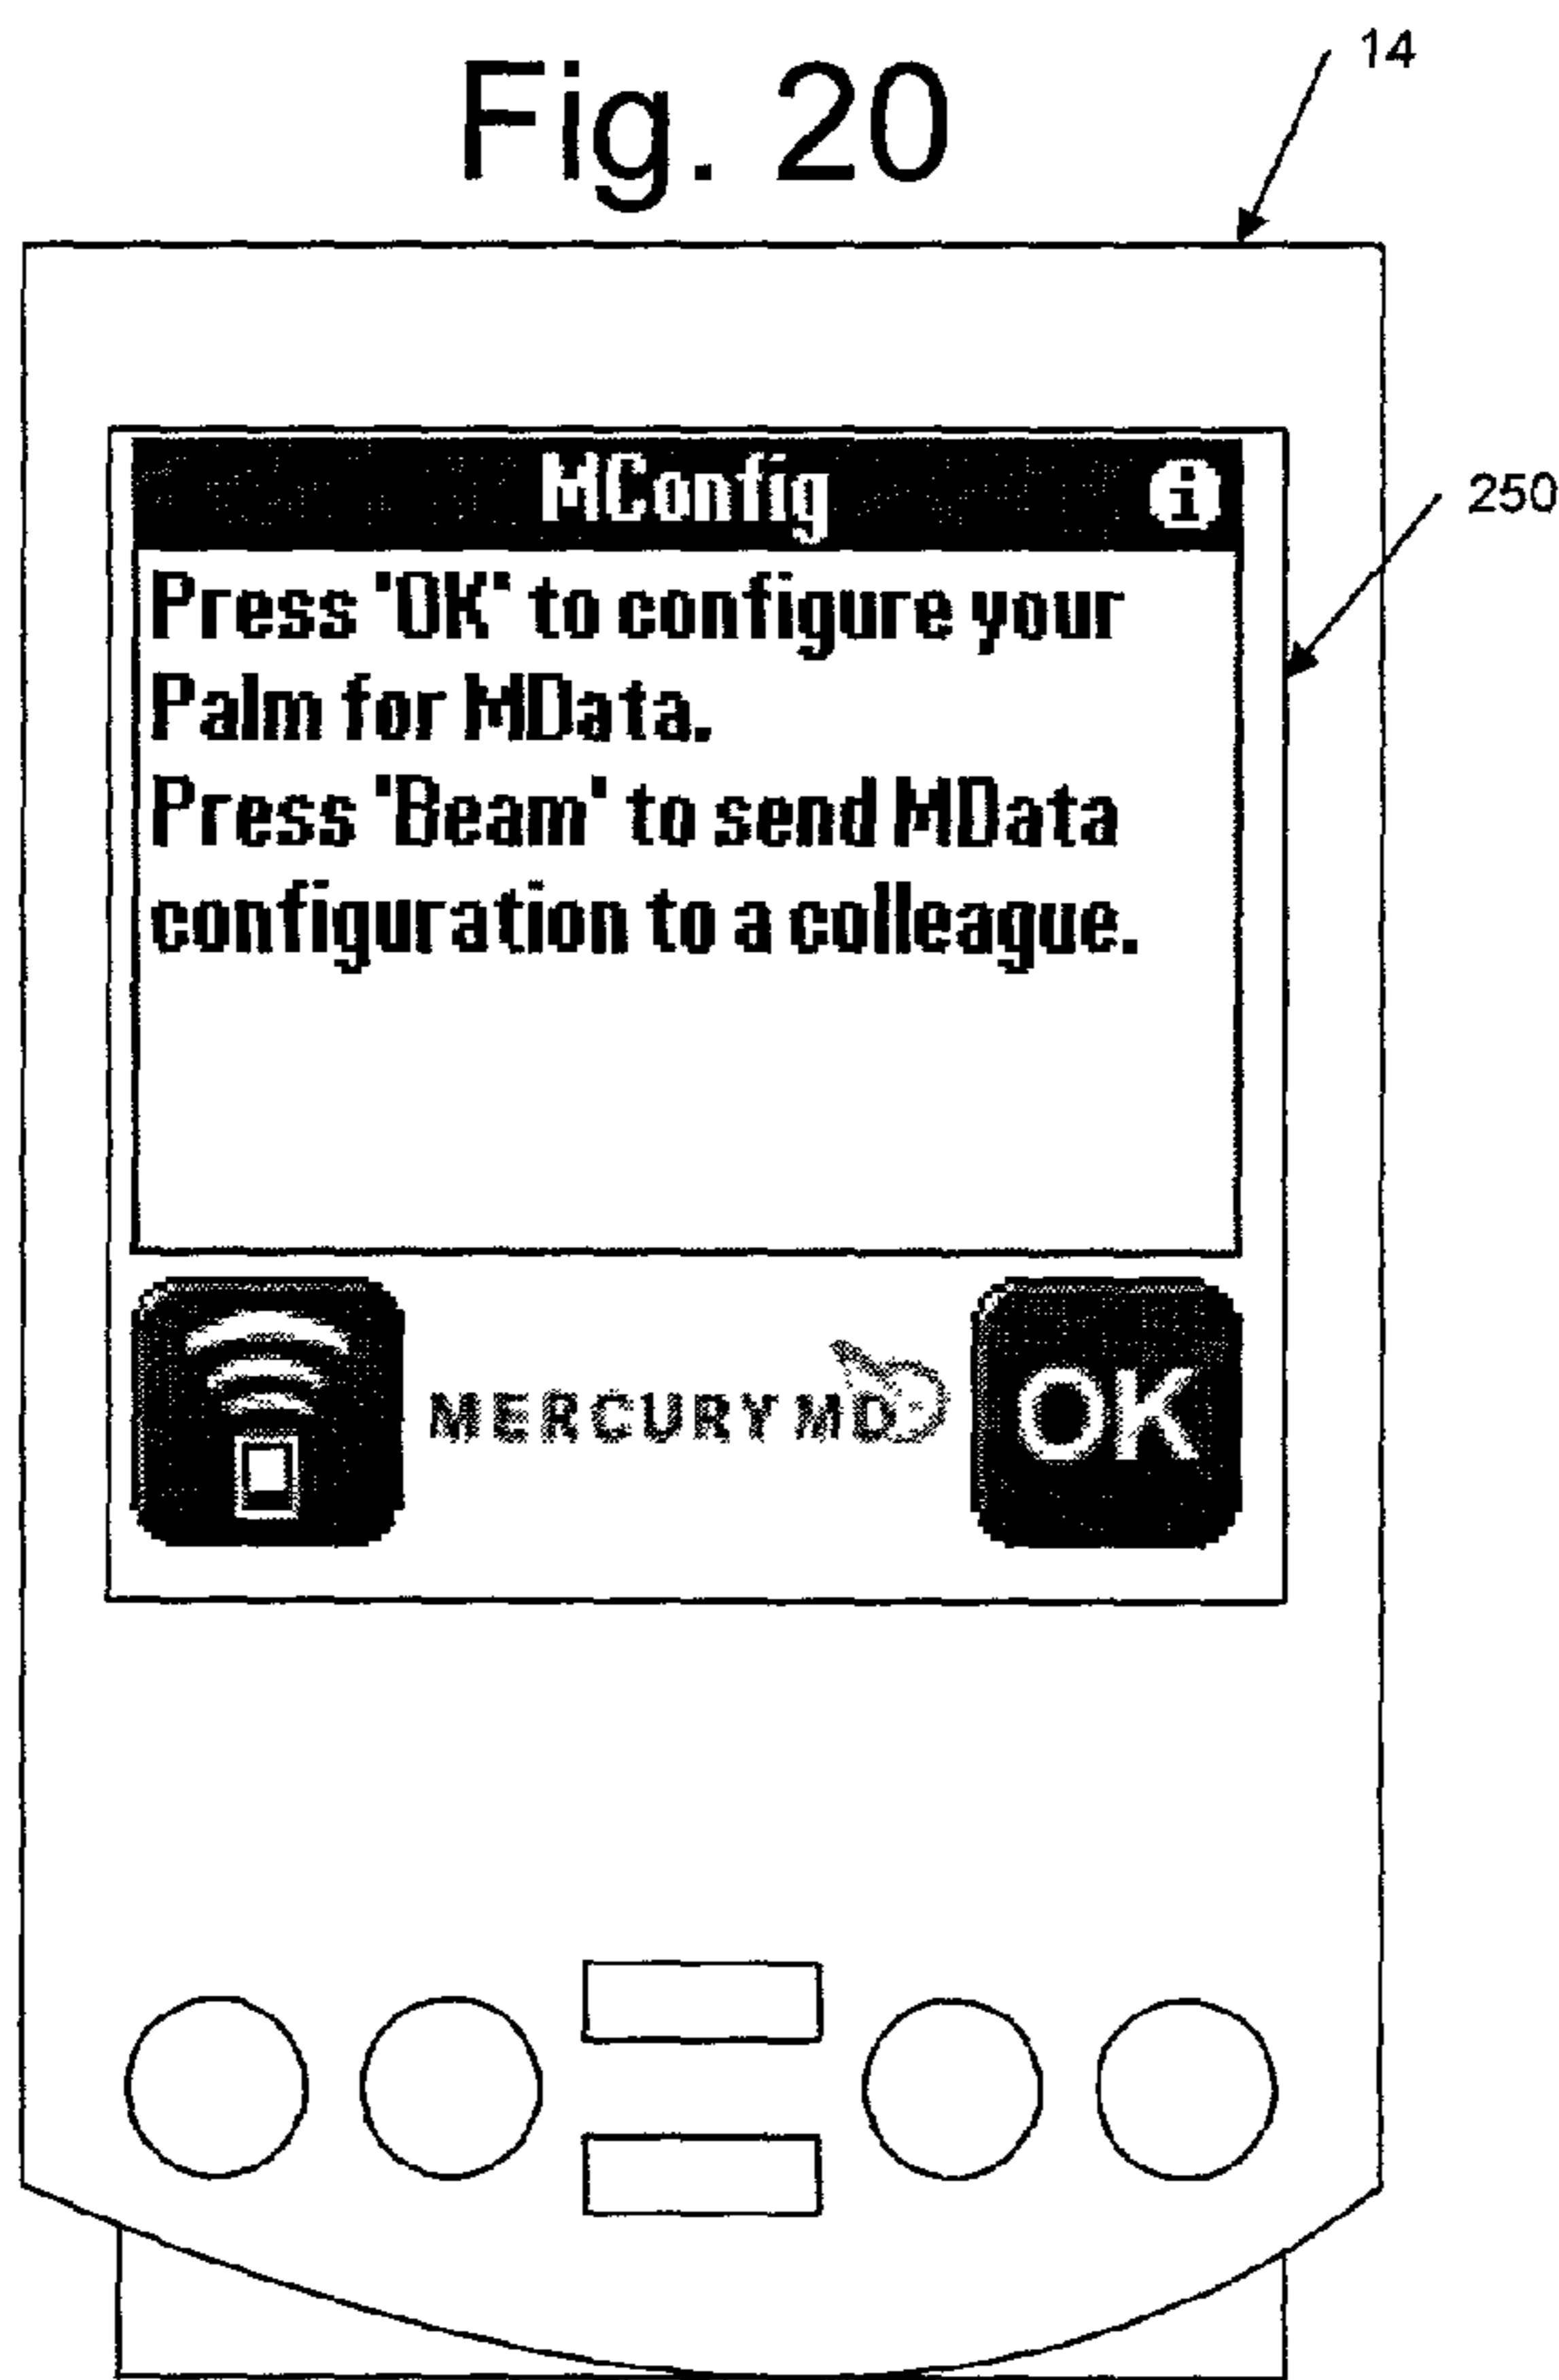 Fig. 20
14
250
MConfig i
Press 'OK' to configure your
Palm for MData.
Press 'Beam' to send MData
configuration to a colleague.
MERCURY MD
OK